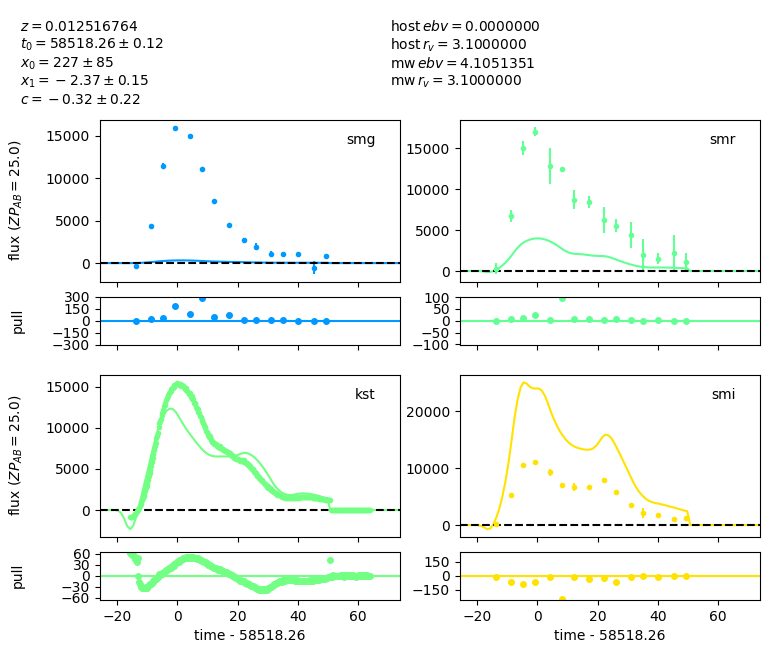 z = 0.012516764
t0 = 58518.26 ± 0.12
x0 = 227 ± 85
x1 = −2.37 ± 0.15
c = −0.32 ± 0.22
host ebv = 0.0000000
host rv = 3.1000000
mw ebv = 4.1051351
mw rv = 3.1000000
flux (ZPAB = 25.0)
15000
10000
5000
0
smg
15000
10000
5000
0
smr
pull
300
150
0
−150
−300
100
50
0
−50
−100
flux (ZPAB = 25.0)
15000
10000
5000
0
kst
20000
10000
0
smi
pull
60
30
0
−30
−60
150
0
−150
−20 0 20 40 60
−20 0 20 40 60
time - 58518.26
time - 58518.26